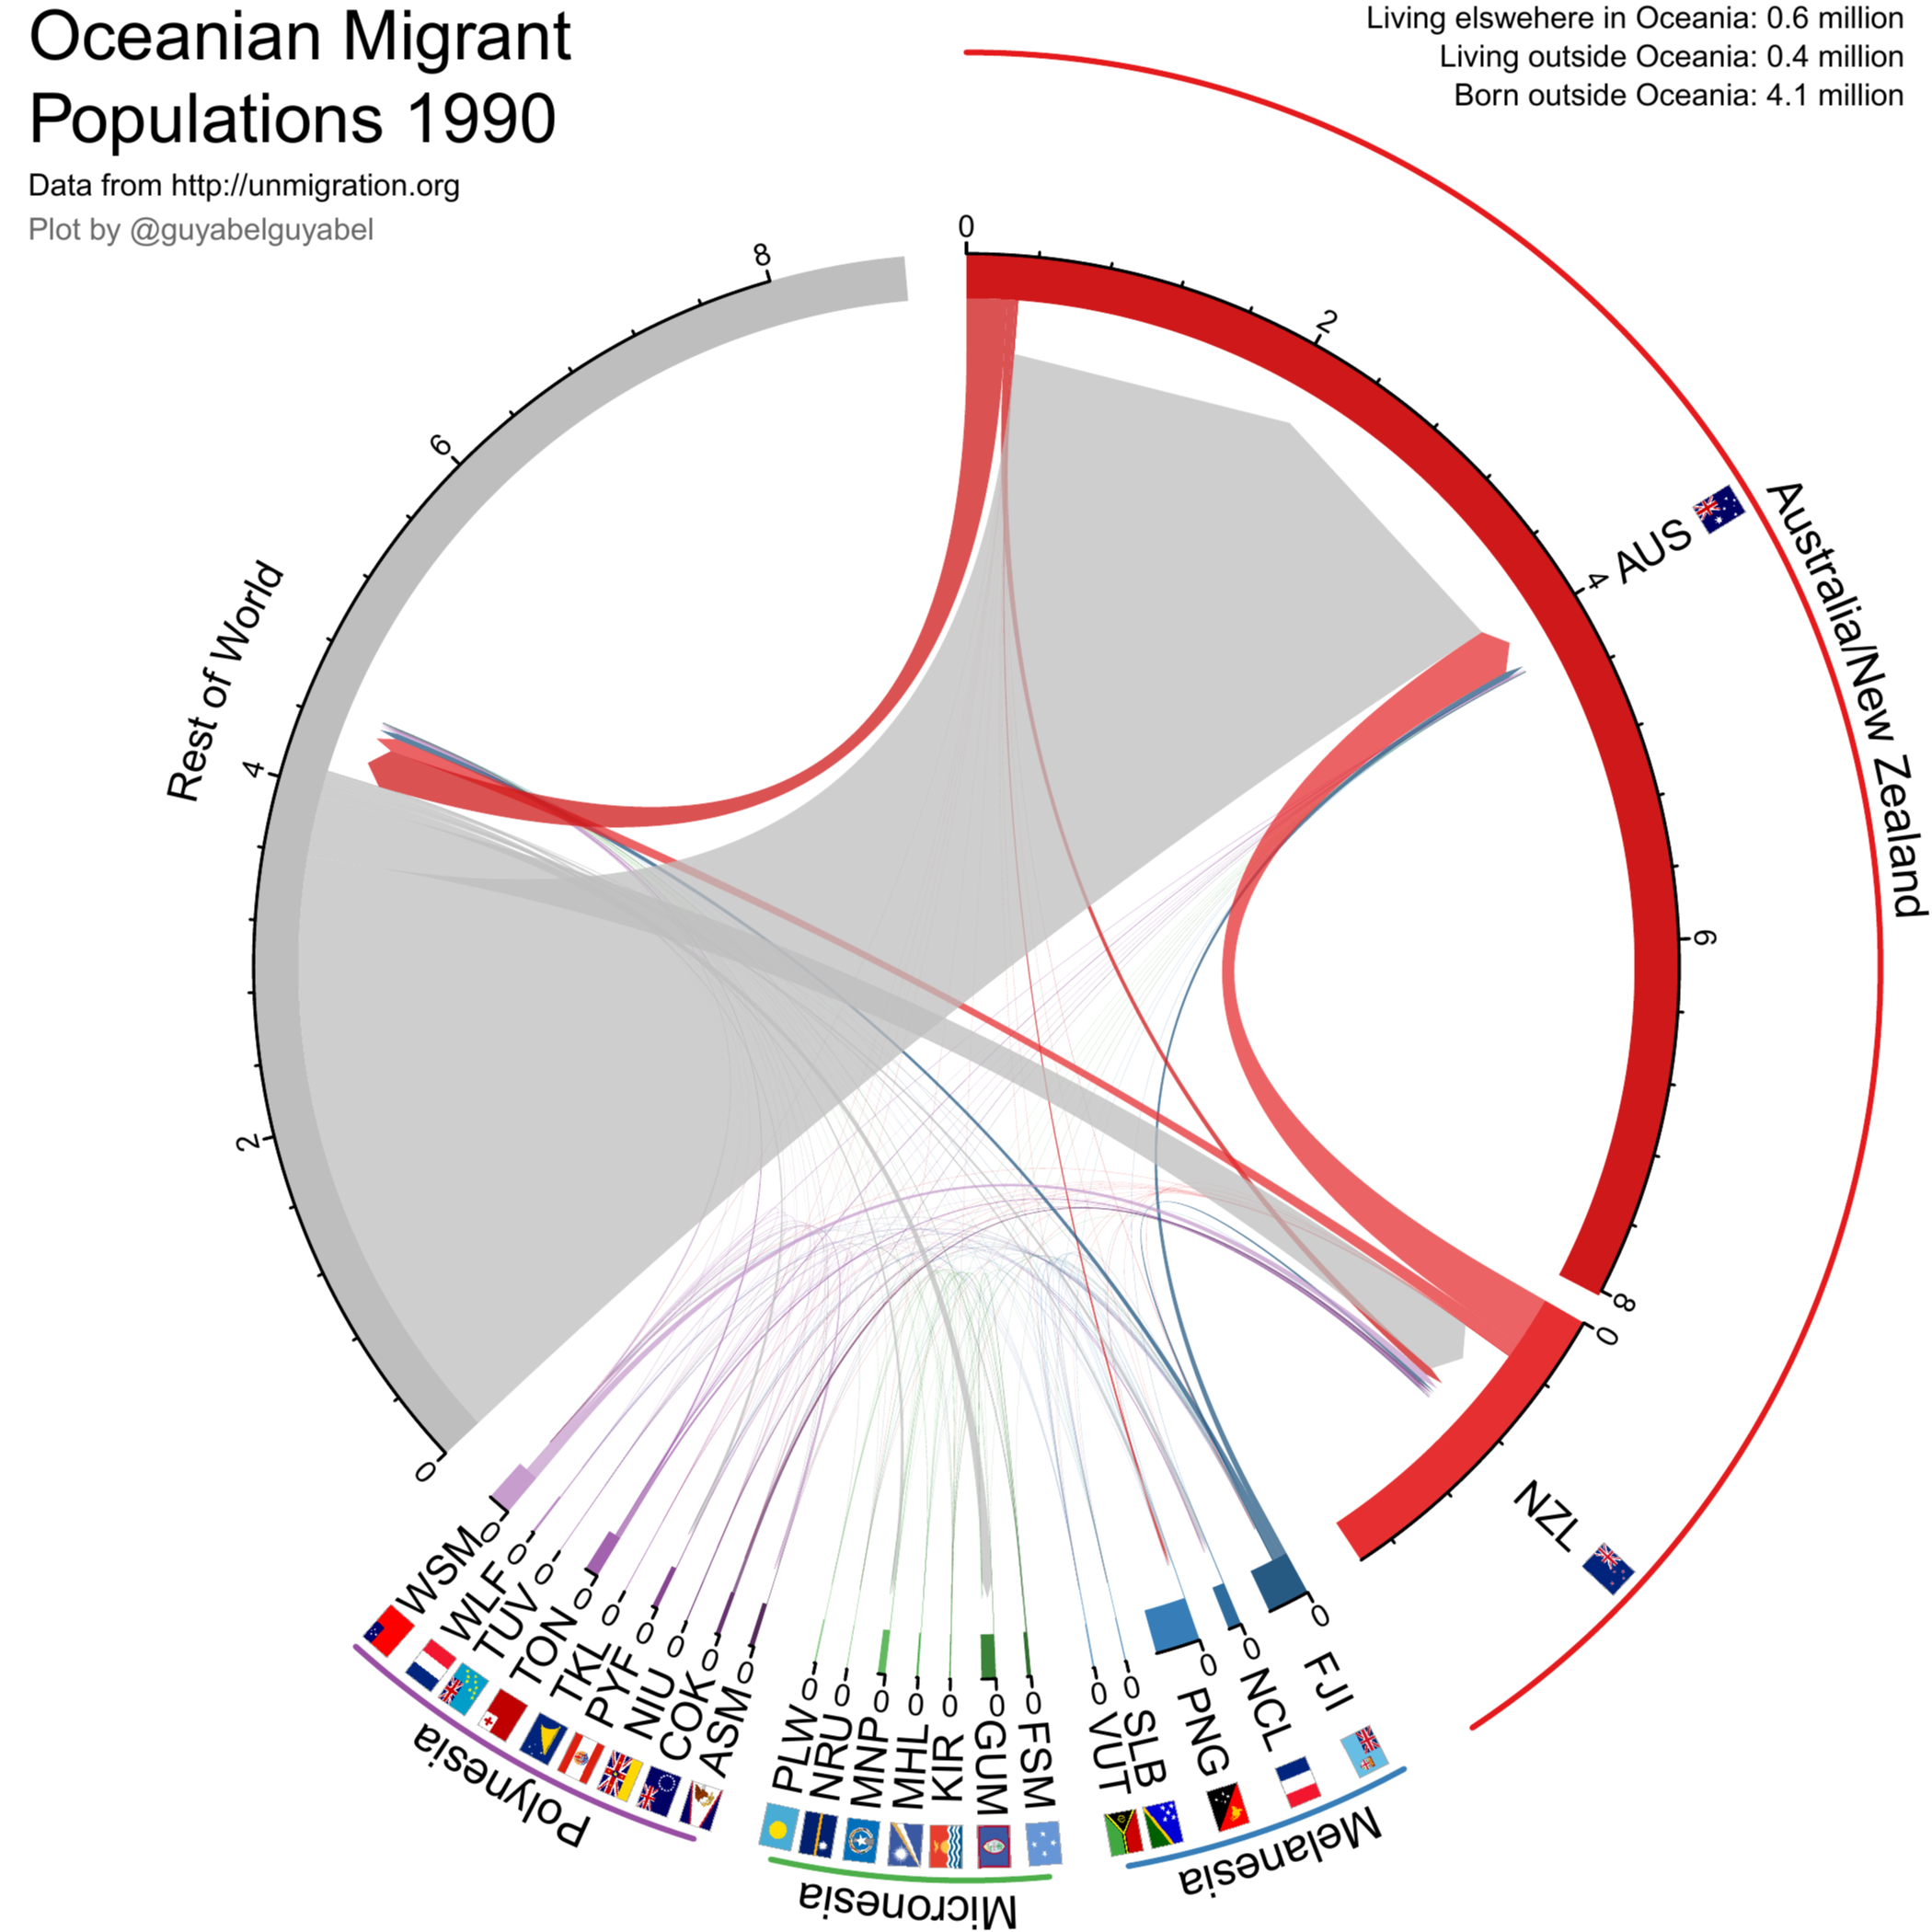 Oceanian Migrant
Populations 1990
Data from http://unmigration.org
Plot by @guyabelguyabel
Living elswehere in Oceania: 0.6 million
Living outside Oceania: 0.4 million
Born outside Oceania: 4.1 million
0
2
4
6
8
AUS
Australia/New Zealand
0
NZL
0
FJI
0
NCL
0
PNG
0
SLB
0
VUT
Melanesia
0
FSM
0
GUM
0
KIR
0
MHL
0
MNP
0
NRU
0
PLW
Micronesia
0
ASM
0
COK
0
NIU
0
PYF
0
TKL
0
TON
0
TUV
0
WLF
0
WSM
Polynesia
0
2
4
6
8
Rest of World